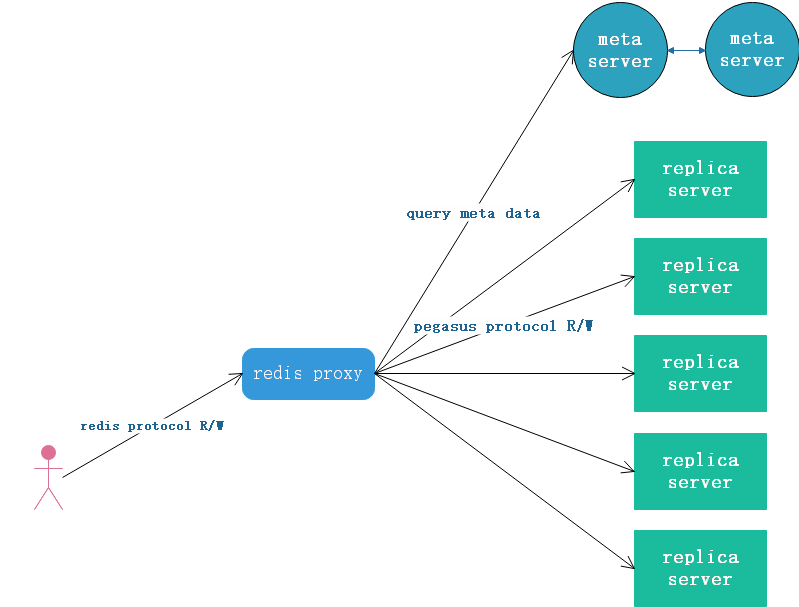 meta
server
meta
server
replica
server
query meta data
replica
server
pegasus protocol R/W
replica
server
redis proxy
redis protocol R/W
replica
server
replica
server